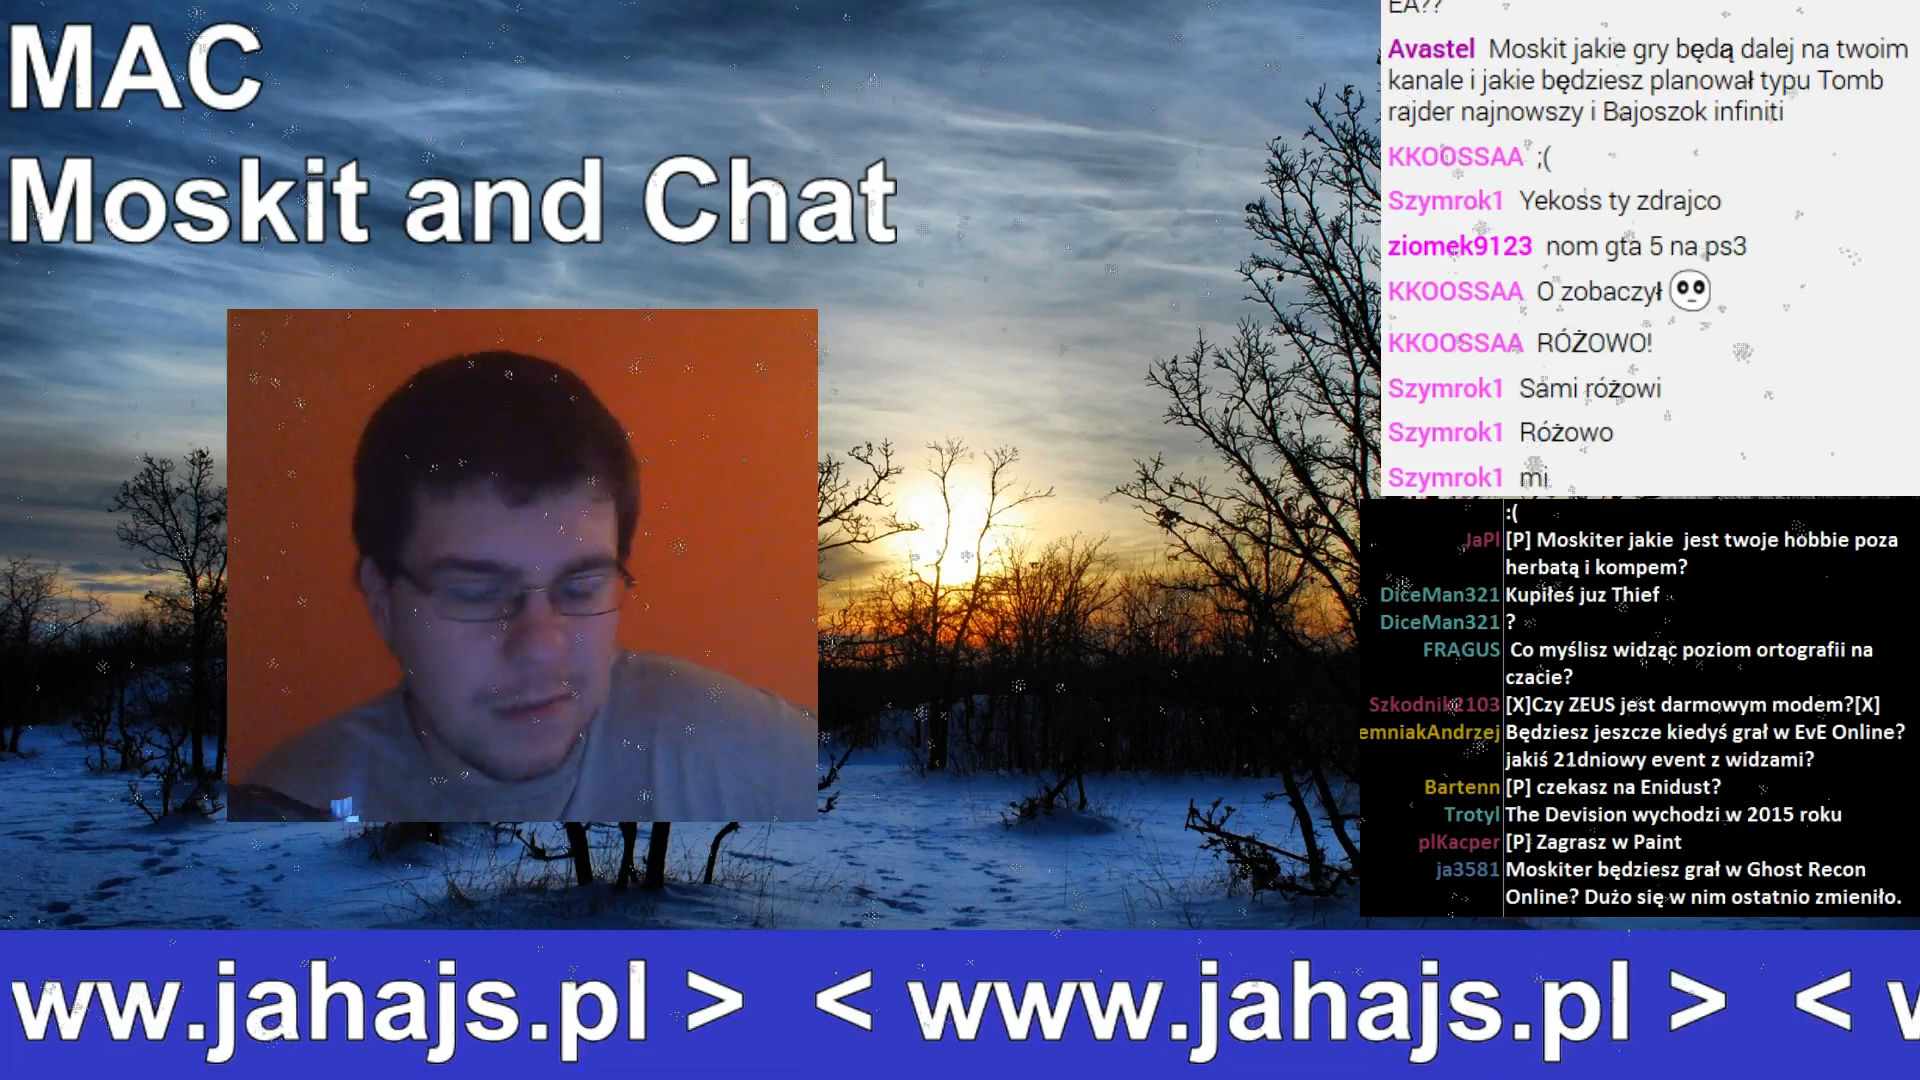 MAC
Moskit and Chat
EA??
Avastel Moskit jakie gry będą dalej na twoim
kanale i jakie będziesz planował typu Tomb
rajder najnowszy i Bajoszok infiniti
KKOOSSAA ;(
Szymrok1 Yekoss ty zdrajco
ziomek9123 nom gta 5 na ps3
KKOOSSAA O zobaczył
KKOOSSAA RÓŻOWO!
Szymrok1 Sami różowi
Szymrok1 Różowo
Szymrok1 mi
:(
JaPl [P] Moskiter jakie jest twoje hobbie poza
herbatą i kompem?
DiceMan321 Kupiłeś juz Thief
DiceMan321 ?
FRAGUS Co myślisz widząc poziom ortografii na
czacie?
Szkodnik2103 [X]Czy ZEUS jest darmowym modem?[X]
emniakAndrzej Będziesz jeszcze kiedyś grał w EvE Online?
jakiś 21dniowy event z widzami?
Bartenn [P] czekasz na Enidust?
Trotyl The Devision wychodzi w 2015 roku
plKacper [P] Zagrasz w Paint
ja3581 Moskiter będziesz grał w Ghost Recon
Online? Dużo się w nim ostatnio zmieniło.
ww.jahajs.pl > < www.jahajs.pl > < w